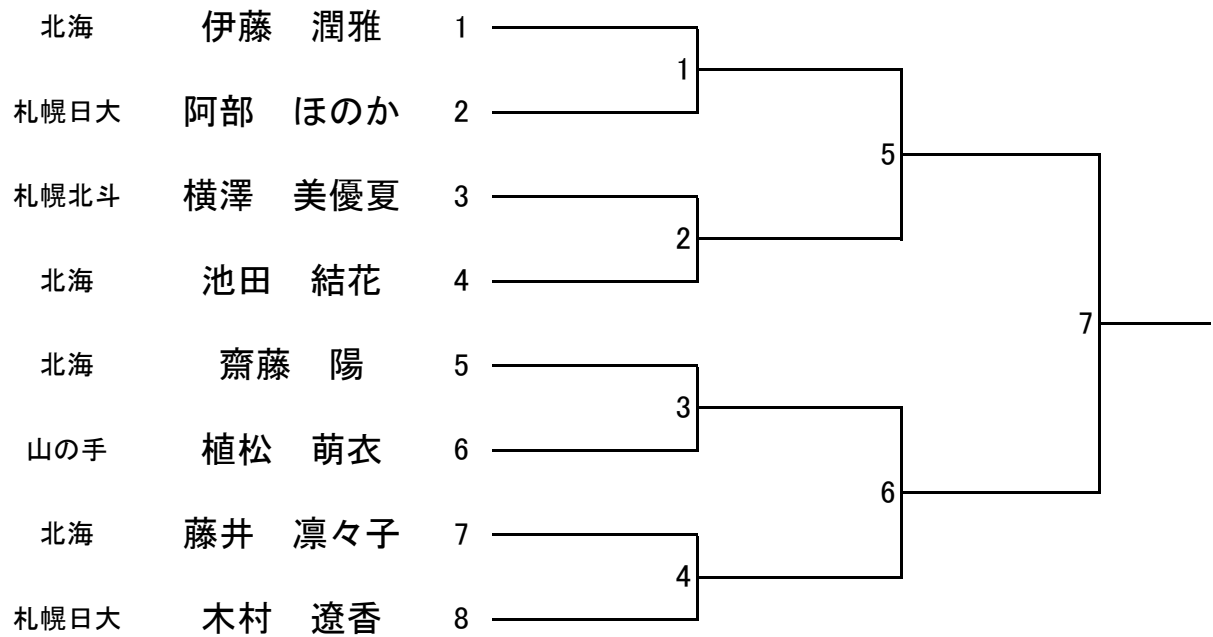 北海 伊藤 潤雅 1
1
札幌日大 阿部 ほのか 2
5
札幌北斗 横澤 美優夏 3
2
北海 池田 結花 4
7
北海 齋藤 陽 5
3
山の手 植松 萌衣 6
6
北海 藤井 凛々子 7
4
札幌日大 木村 遼香 8